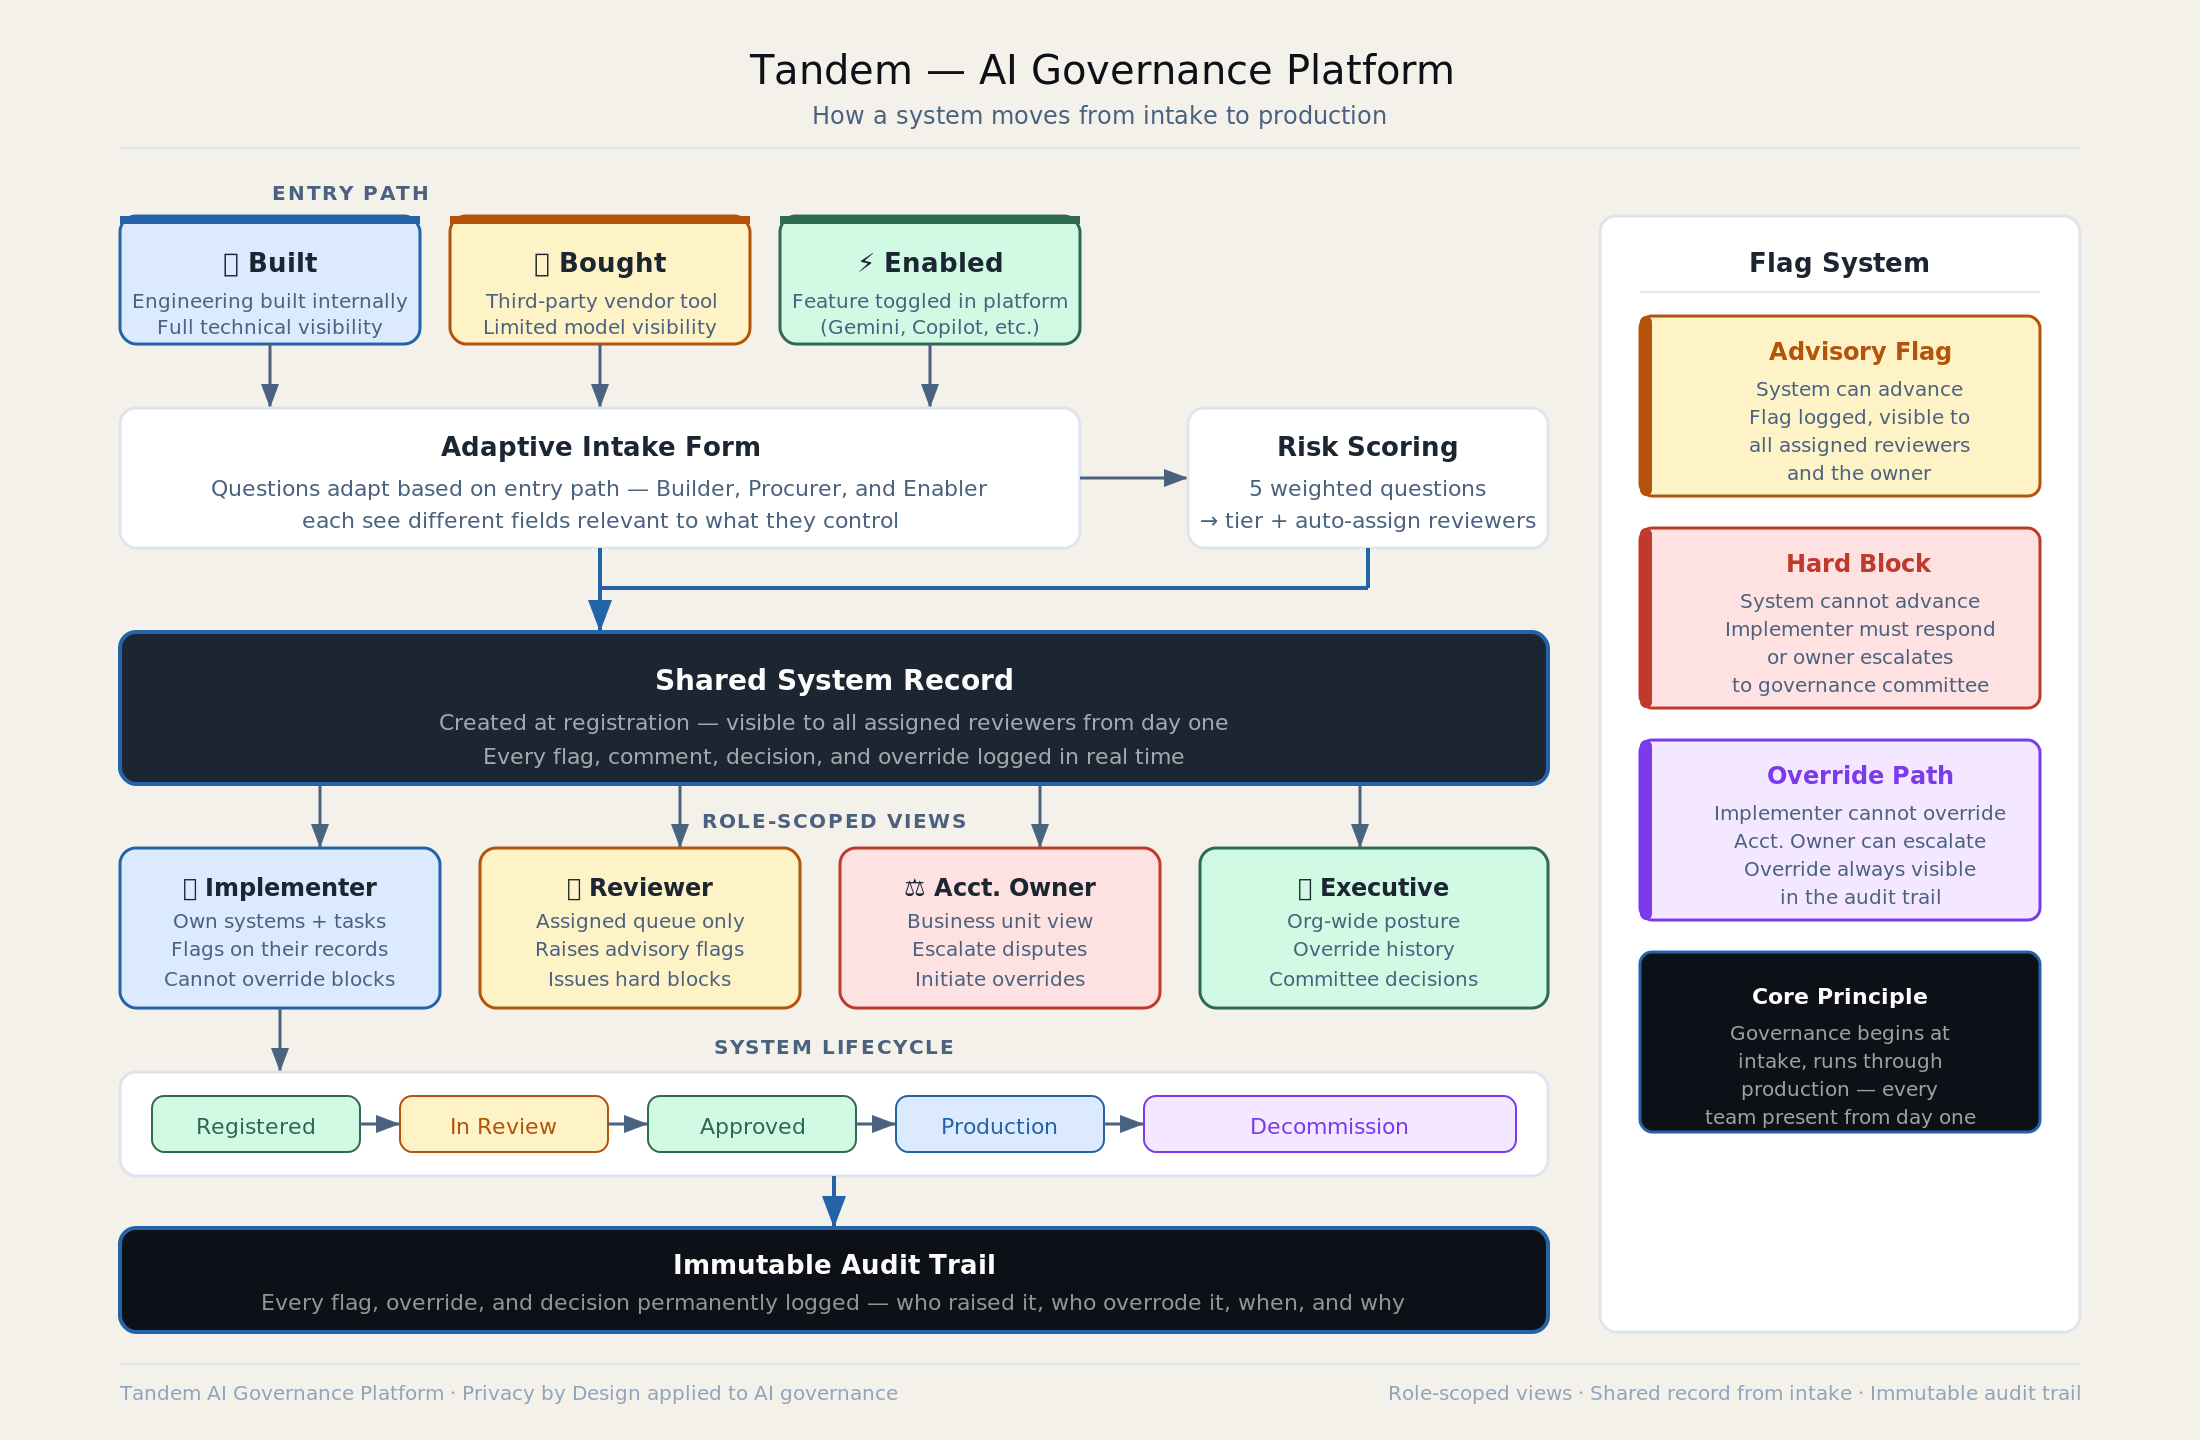 Tandem — AI Governance Platform
How a system moves from intake to production
ENTRY PATH
Built
Engineering built internally
Full technical visibility
Bought
Third-party vendor tool
Limited model visibility
⚡ Enabled
Feature toggled in platform
(Gemini, Copilot, etc.)
Adaptive Intake Form
Questions adapt based on entry path — Builder, Procurer, and Enabler
each see different fields relevant to what they control
Risk Scoring
5 weighted questions
→ tier + auto-assign reviewers
Shared System Record
Created at registration — visible to all assigned reviewers from day one
Every flag, comment, decision, and override logged in real time
ROLE-SCOPED VIEWS
Implementer
Own systems + tasks
Flags on their records
Cannot override blocks
Reviewer
Assigned queue only
Raises advisory flags
Issues hard blocks
⚖ Acct. Owner
Business unit view
Escalate disputes
Initiate overrides
Executive
Org-wide posture
Override history
Committee decisions
SYSTEM LIFECYCLE
Registered
In Review
Approved
Production
Decommission
Immutable Audit Trail
Every flag, override, and decision permanently logged — who raised it, who overrode it, when, and why
Flag System
Advisory Flag
System can advance
Flag logged, visible to
all assigned reviewers
and the owner
Hard Block
System cannot advance
Implementer must respond
or owner escalates
to governance committee
Override Path
Implementer cannot override
Acct. Owner can escalate
Override always visible
in the audit trail
Core Principle
Governance begins at
intake, runs through
production — every
team present from day one
Tandem AI Governance Platform · Privacy by Design applied to AI governance
Role-scoped views · Shared record from intake · Immutable audit trail